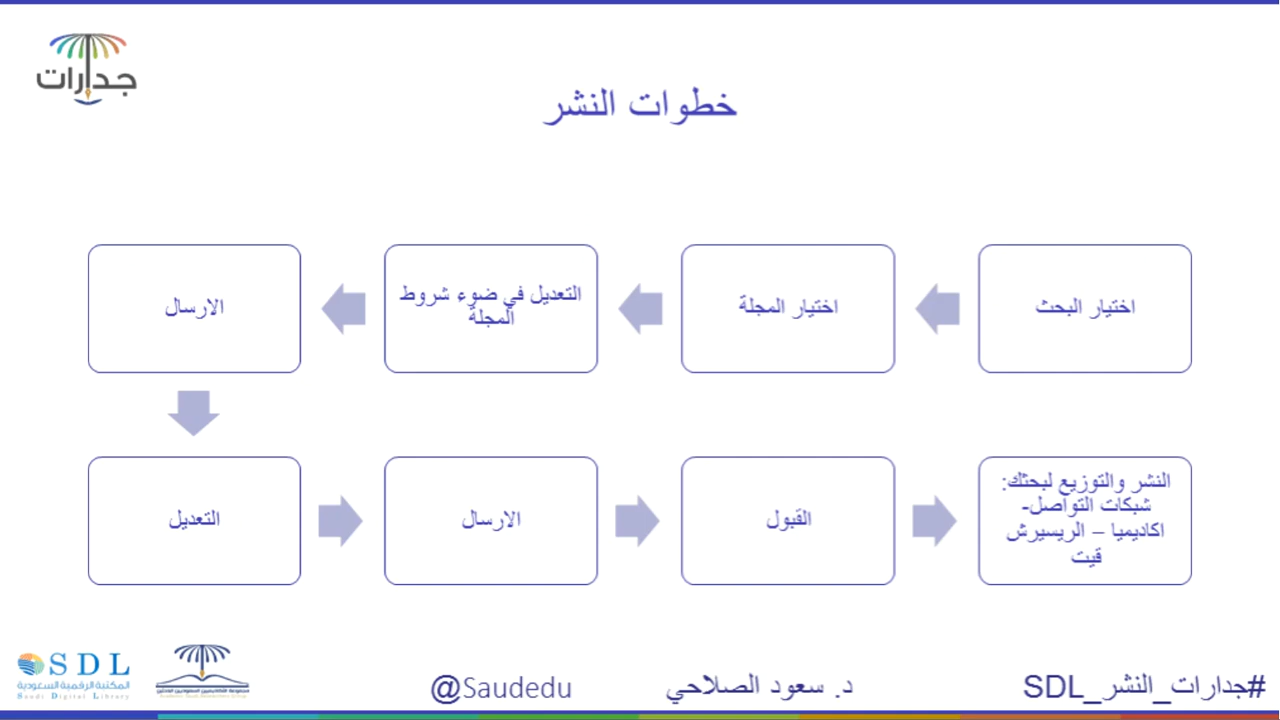 جدارات
خطوات النشر
اختيار البحث
اختيار المجلة
التعديل في ضوء شروط
المجلة
الارسال
التعديل
الارسال
القبول
النشر والتوزيع لبحثك:
شبكات التواصل-
اكاديميا – الريسيرش
قيت
#جدارات_النشر_SDL
د. سعود الصلاحي
@Saudedu
SDL
المكتبة الرقمية السعودية
Saudi Digital Library